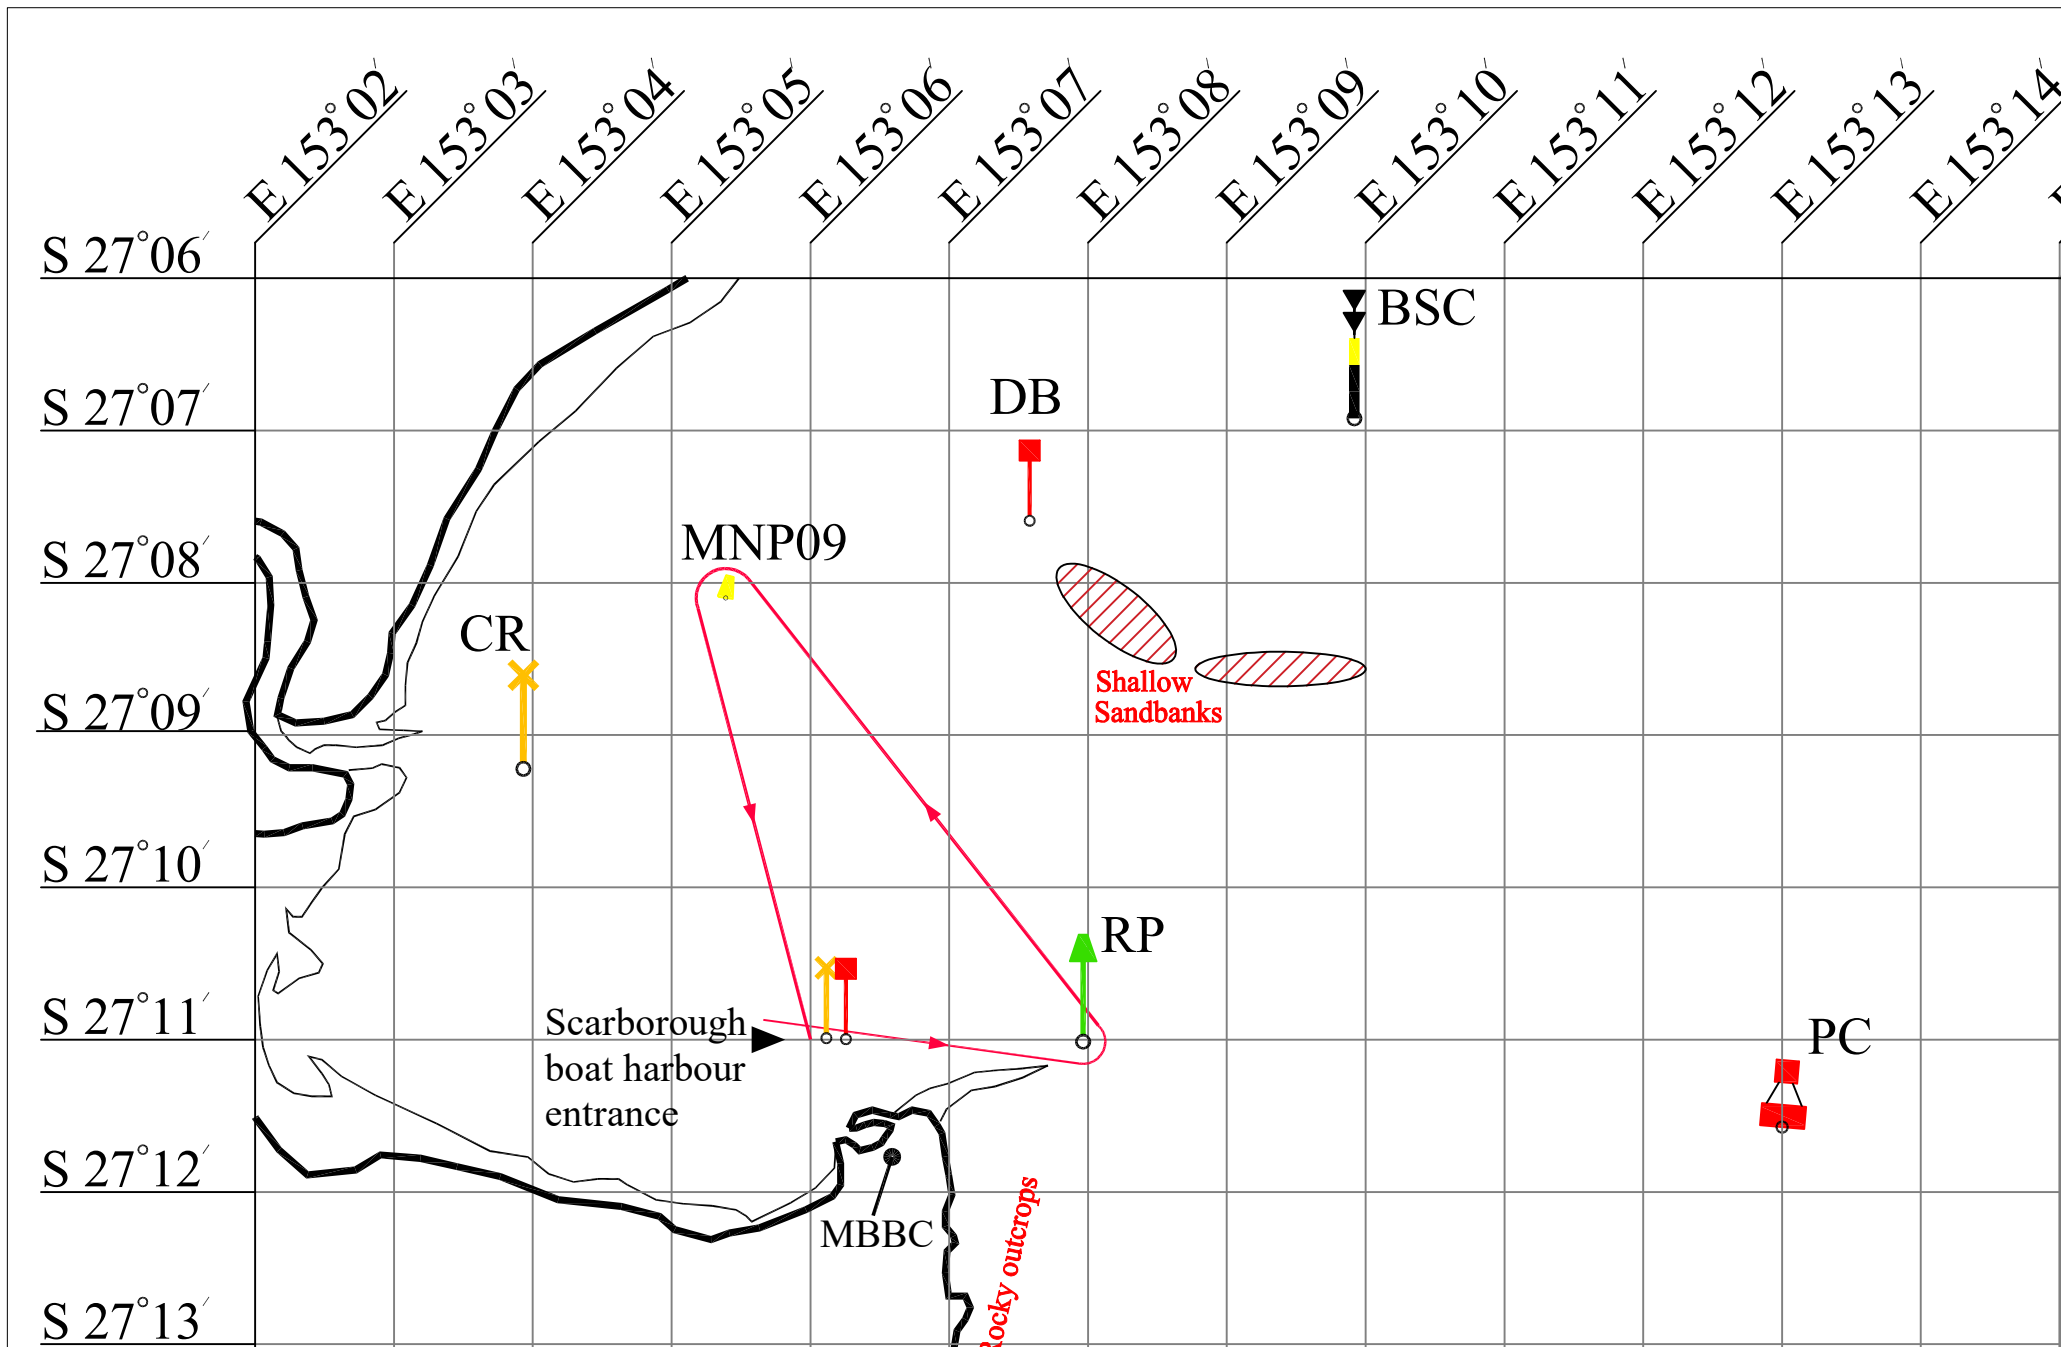 E 153°02′
E 153°03′
E 153°04′
E 153°05′
E 153°06′
E 153°07′
E 153°08′
E 153°09′
E 153°10′
E 153°11′
E 153°12′
E 153°13′
E 153°14′
S 27°06′
BSC
S 27°07′
DB
S 27°08′
MNP09
CR
S 27°09′
Shallow
Sandbanks
S 27°10′
RP
S 27°11′
Scarborough
boat harbour
entrance
PC
S 27°12′
MBBC
Rocky outcrops
S 27°13′